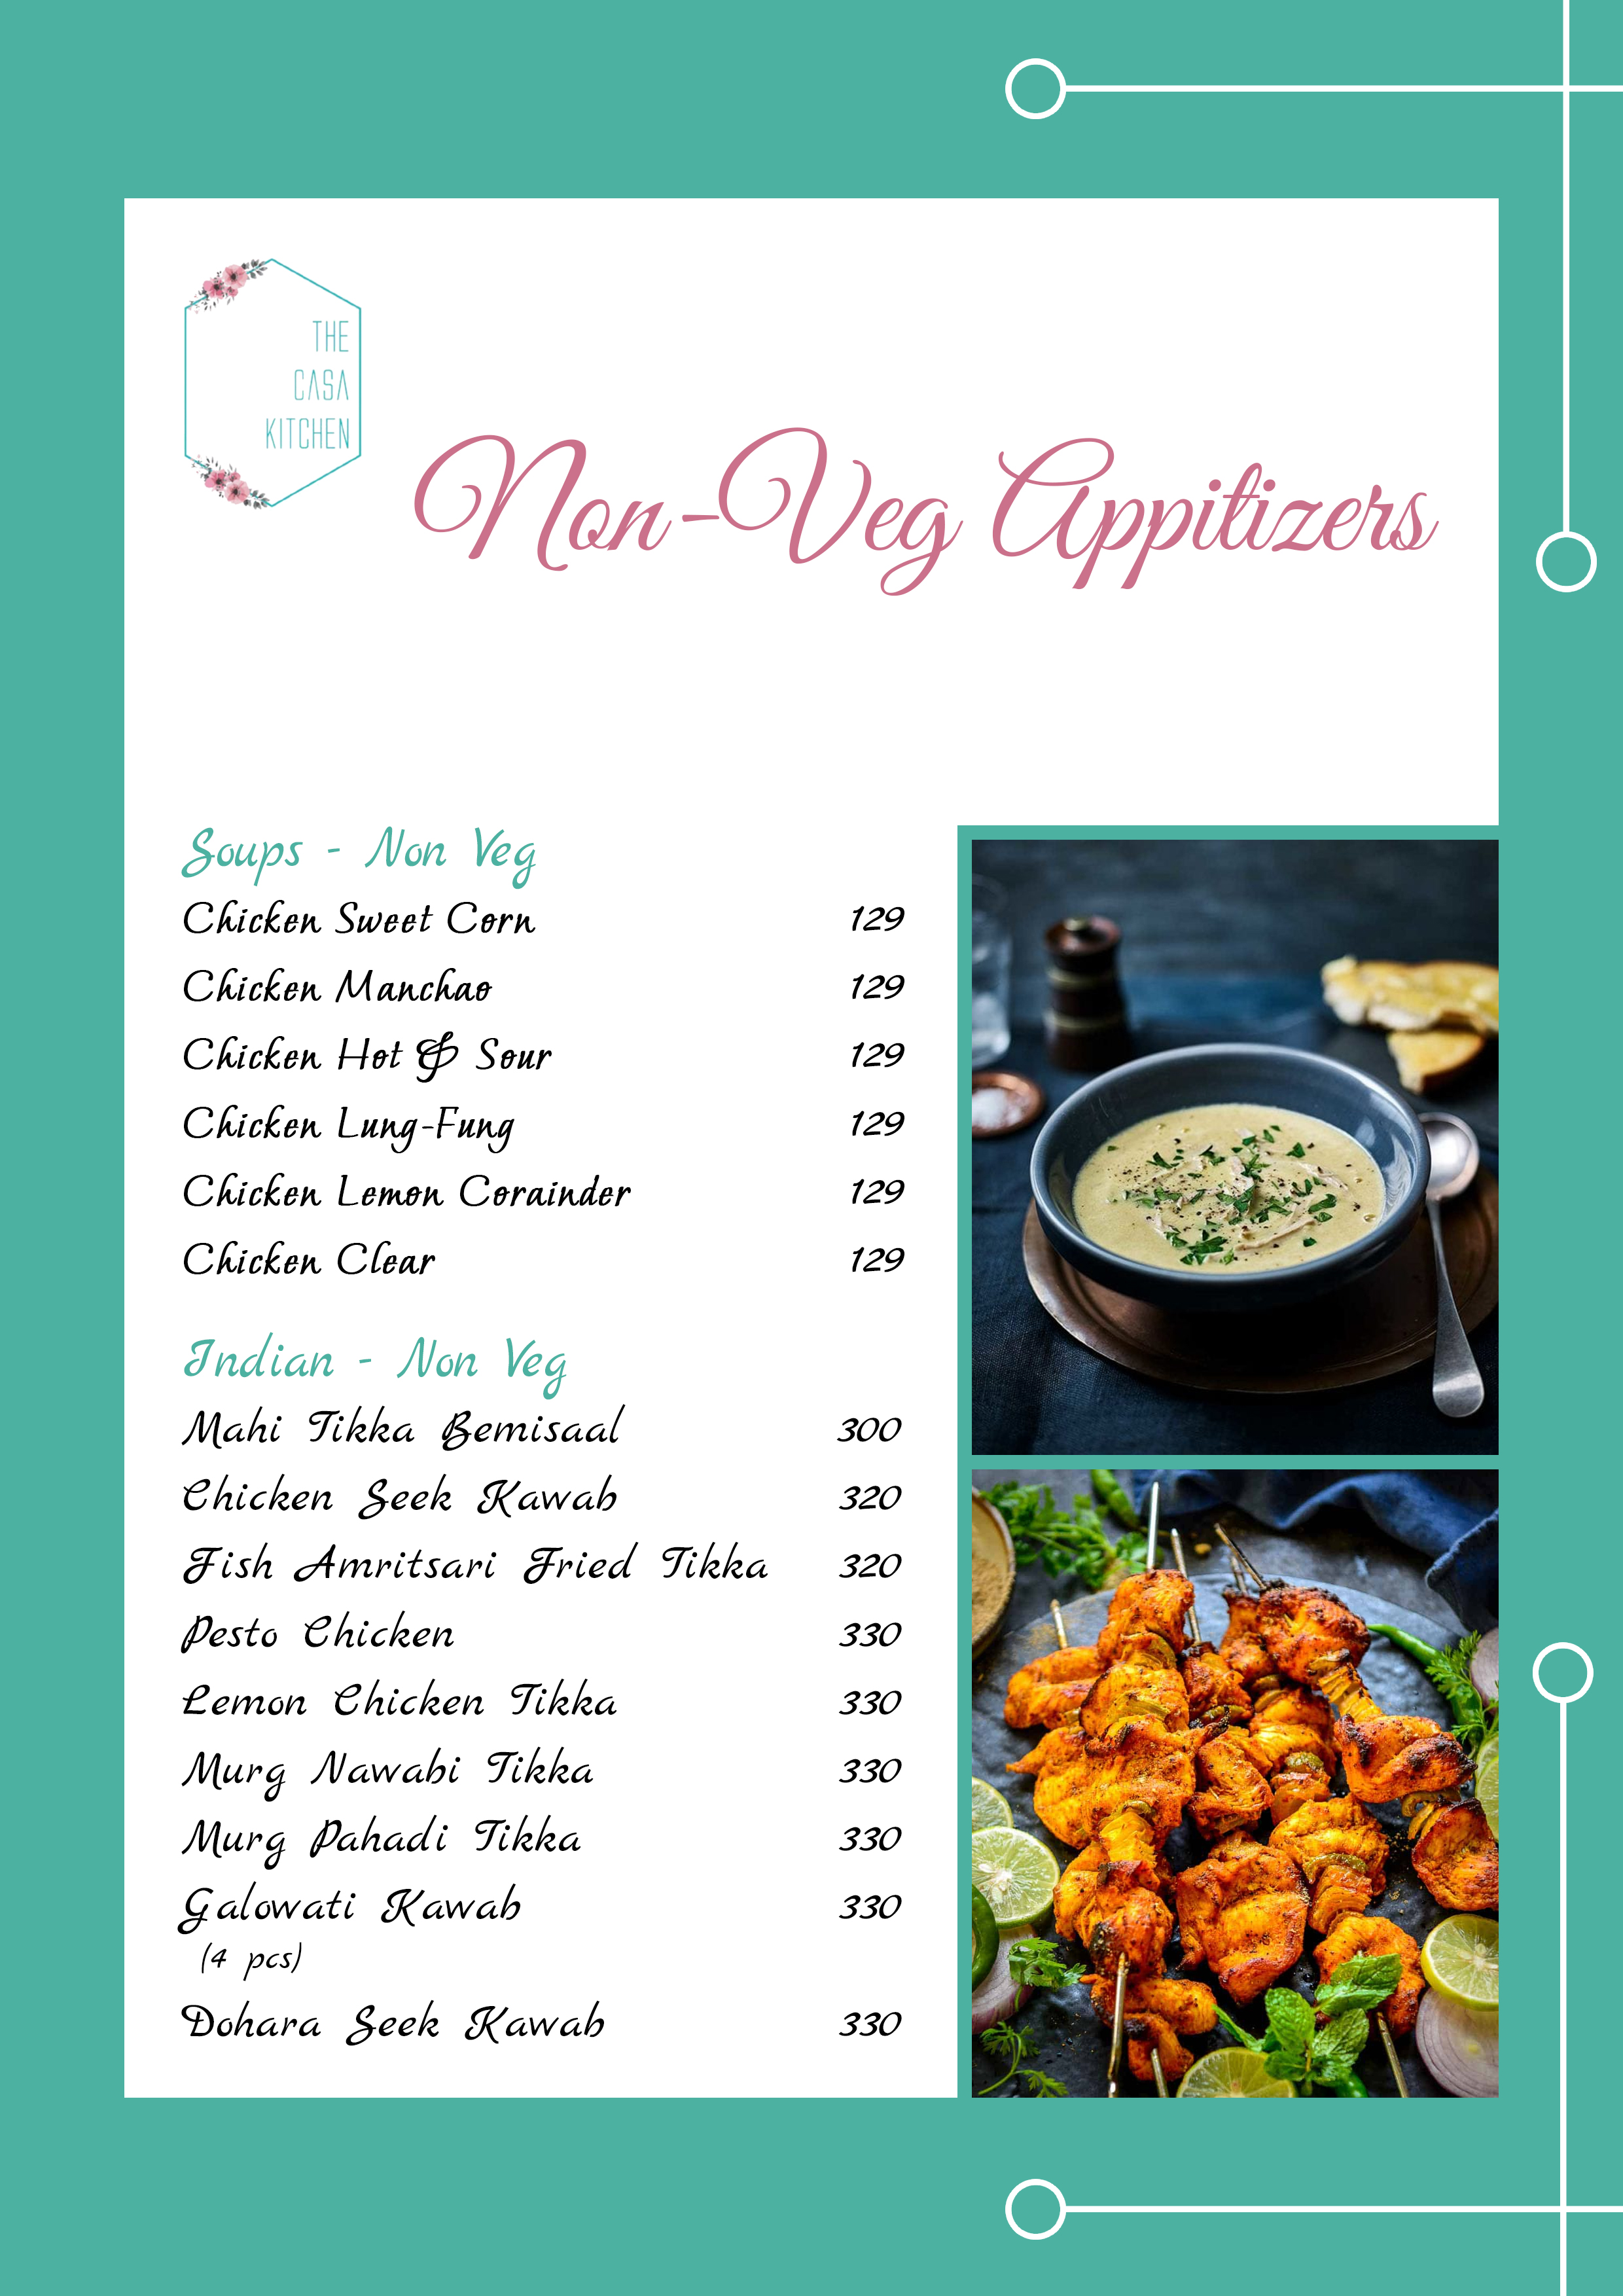 THE
CASA
KITCHEN
Non-Veg Appitizers
Soups - Non Veg
Chicken Sweet Corn 129
Chicken Manchao 129
Chicken Hot & Sour 129
Chicken Lung-Fung 129
Chicken Lemon Corainder 129
Chicken Clear 129
Indian - Non Veg
Mahi Tikka Bemisaal 300
Chicken Seek Kawab 320
Fish Amritsari Fried Tikka 320
Pesto Chicken 330
Lemon Chicken Tikka 330
Murg Nawabi Tikka 330
Murg Pahadi Tikka 330
Galowati Kawab 330
(4 pcs)
Dohara Seek Kawab 330